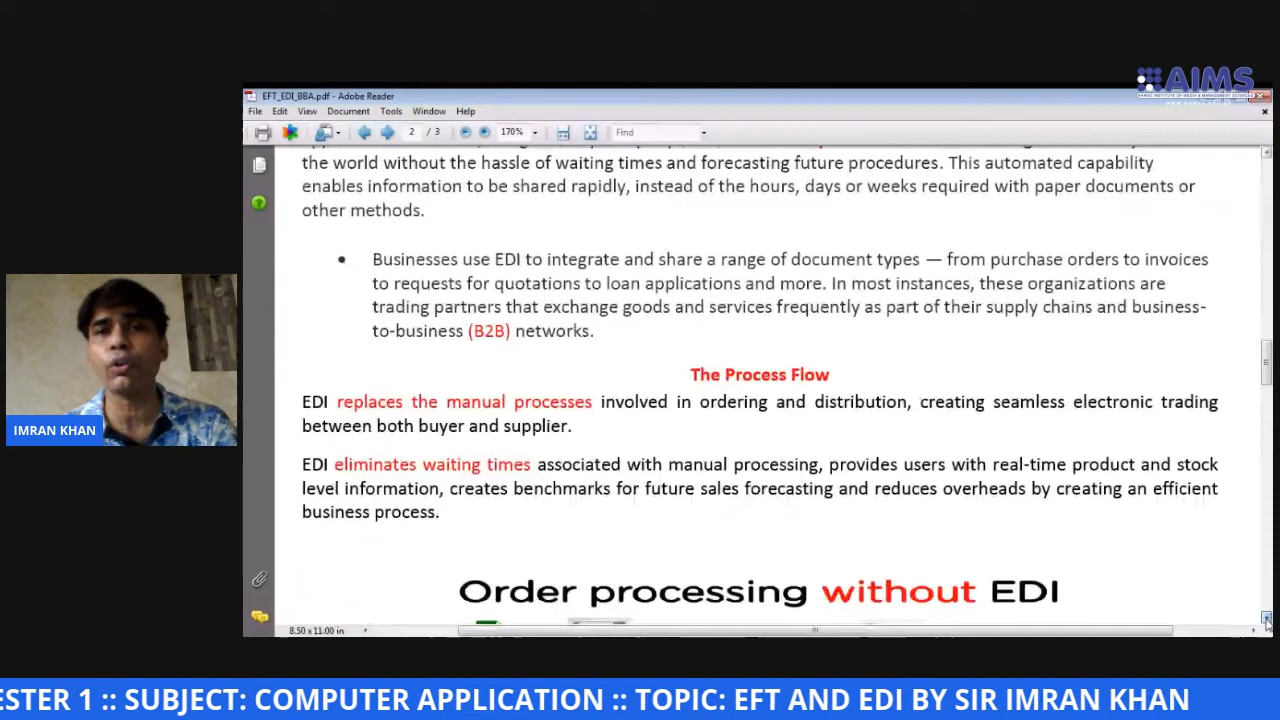 AIMS
EFT_EDI_BBA.pdf - Adobe Reader
File Edit View Document Tools Window Help
2 / 3 170% Find
the world without the hassle of waiting times and forecasting future procedures. This automated capability
enables information to be shared rapidly, instead of the hours, days or weeks required with paper documents or
other methods.
• Businesses use EDI to integrate and share a range of document types — from purchase orders to invoices
to requests for quotations to loan applications and more. In most instances, these organizations are
trading partners that exchange goods and services frequently as part of their supply chains and business-
to-business (B2B) networks.
The Process Flow
EDI replaces the manual processes involved in ordering and distribution, creating seamless electronic trading
between both buyer and supplier.
EDI eliminates waiting times associated with manual processing, provides users with real-time product and stock
level information, creates benchmarks for future sales forecasting and reduces overheads by creating an efficient
business process.
Order processing without EDI
8.50 x 11.00 in
IMRAN KHAN
ESTER 1 :: SUBJECT: COMPUTER APPLICATION :: TOPIC: EFT AND EDI BY SIR IMRAN KHAN